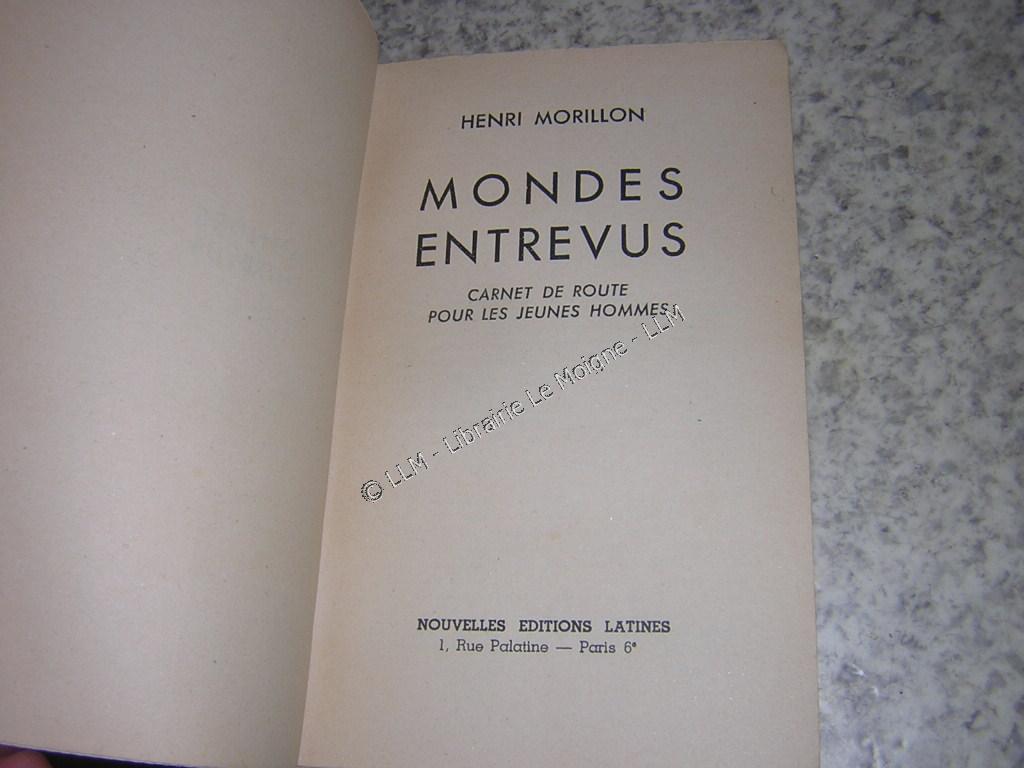 HENRI MORILLON
MONDES
ENTREVUS
CARNET DE ROUTE
POUR LES JEUNES HOMMES
© LLM - Librairie Le Moigne - LLM
NOUVELLES EDITIONS LATINES
1, Rue Palatine — Paris 6e